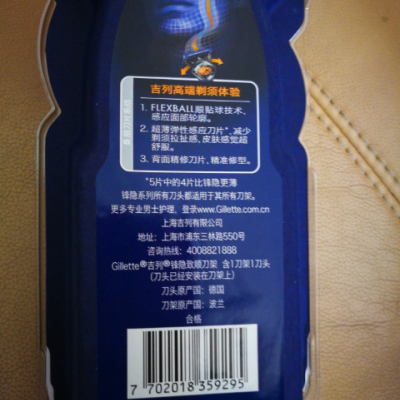 吉列高端剃须体验
1. FLEXBALL顺贴球技术,
感应面部轮廓。
2. 超薄弹性感应刀片*,减少
剃须拉扯感,皮肤感觉超
舒服。
3. 背面精修刀片,精准修型。
*5片中的4片比锋隐更薄
锋隐系列所有刀头都适用于其所有刀架。
更多专业男士护理,登录www.Gillette.com.cn
上海吉列有限公司
地址:上海市浦东三林路550号
咨询热线:4008821888
Gillette®吉列®锋隐致顺刀架 含1刀架1刀头
(刀头已经安装在刀架上)
刀头原产国:德国
刀架原产国:波兰
合格
7 702018 359295